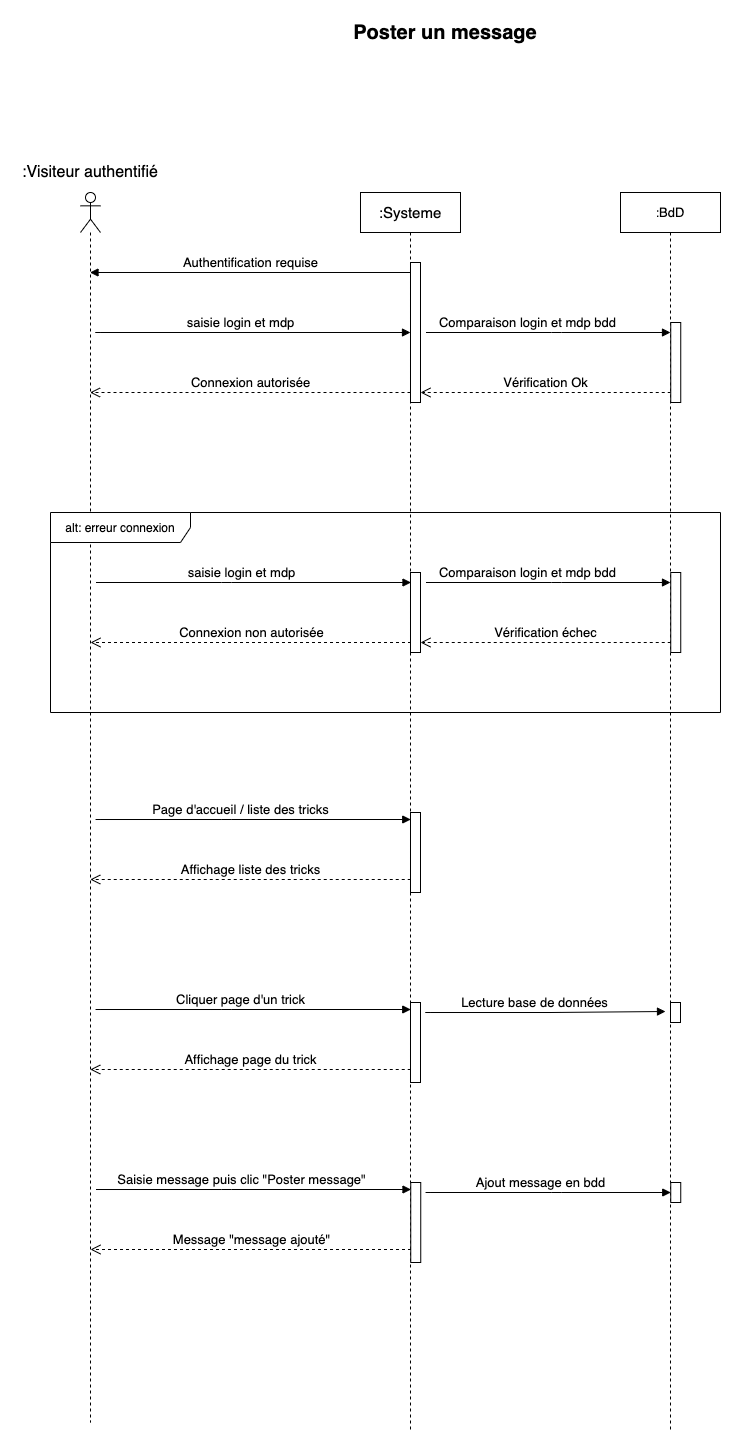 Poster un message
:Visiteur authentifié
:Systeme
:BdD
Authentification requise
saisie login et mdp
Comparaison login et mdp bdd
Connexion autorisée
Vérification Ok
alt: erreur connexion
saisie login et mdp
Comparaison login et mdp bdd
Connexion non autorisée
Vérification échec
Page d'accueil / liste des tricks
Affichage liste des tricks
Cliquer page d'un trick
Lecture base de données
Affichage page du trick
Saisie message puis clic "Poster message"
Ajout message en bdd
Message "message ajouté"